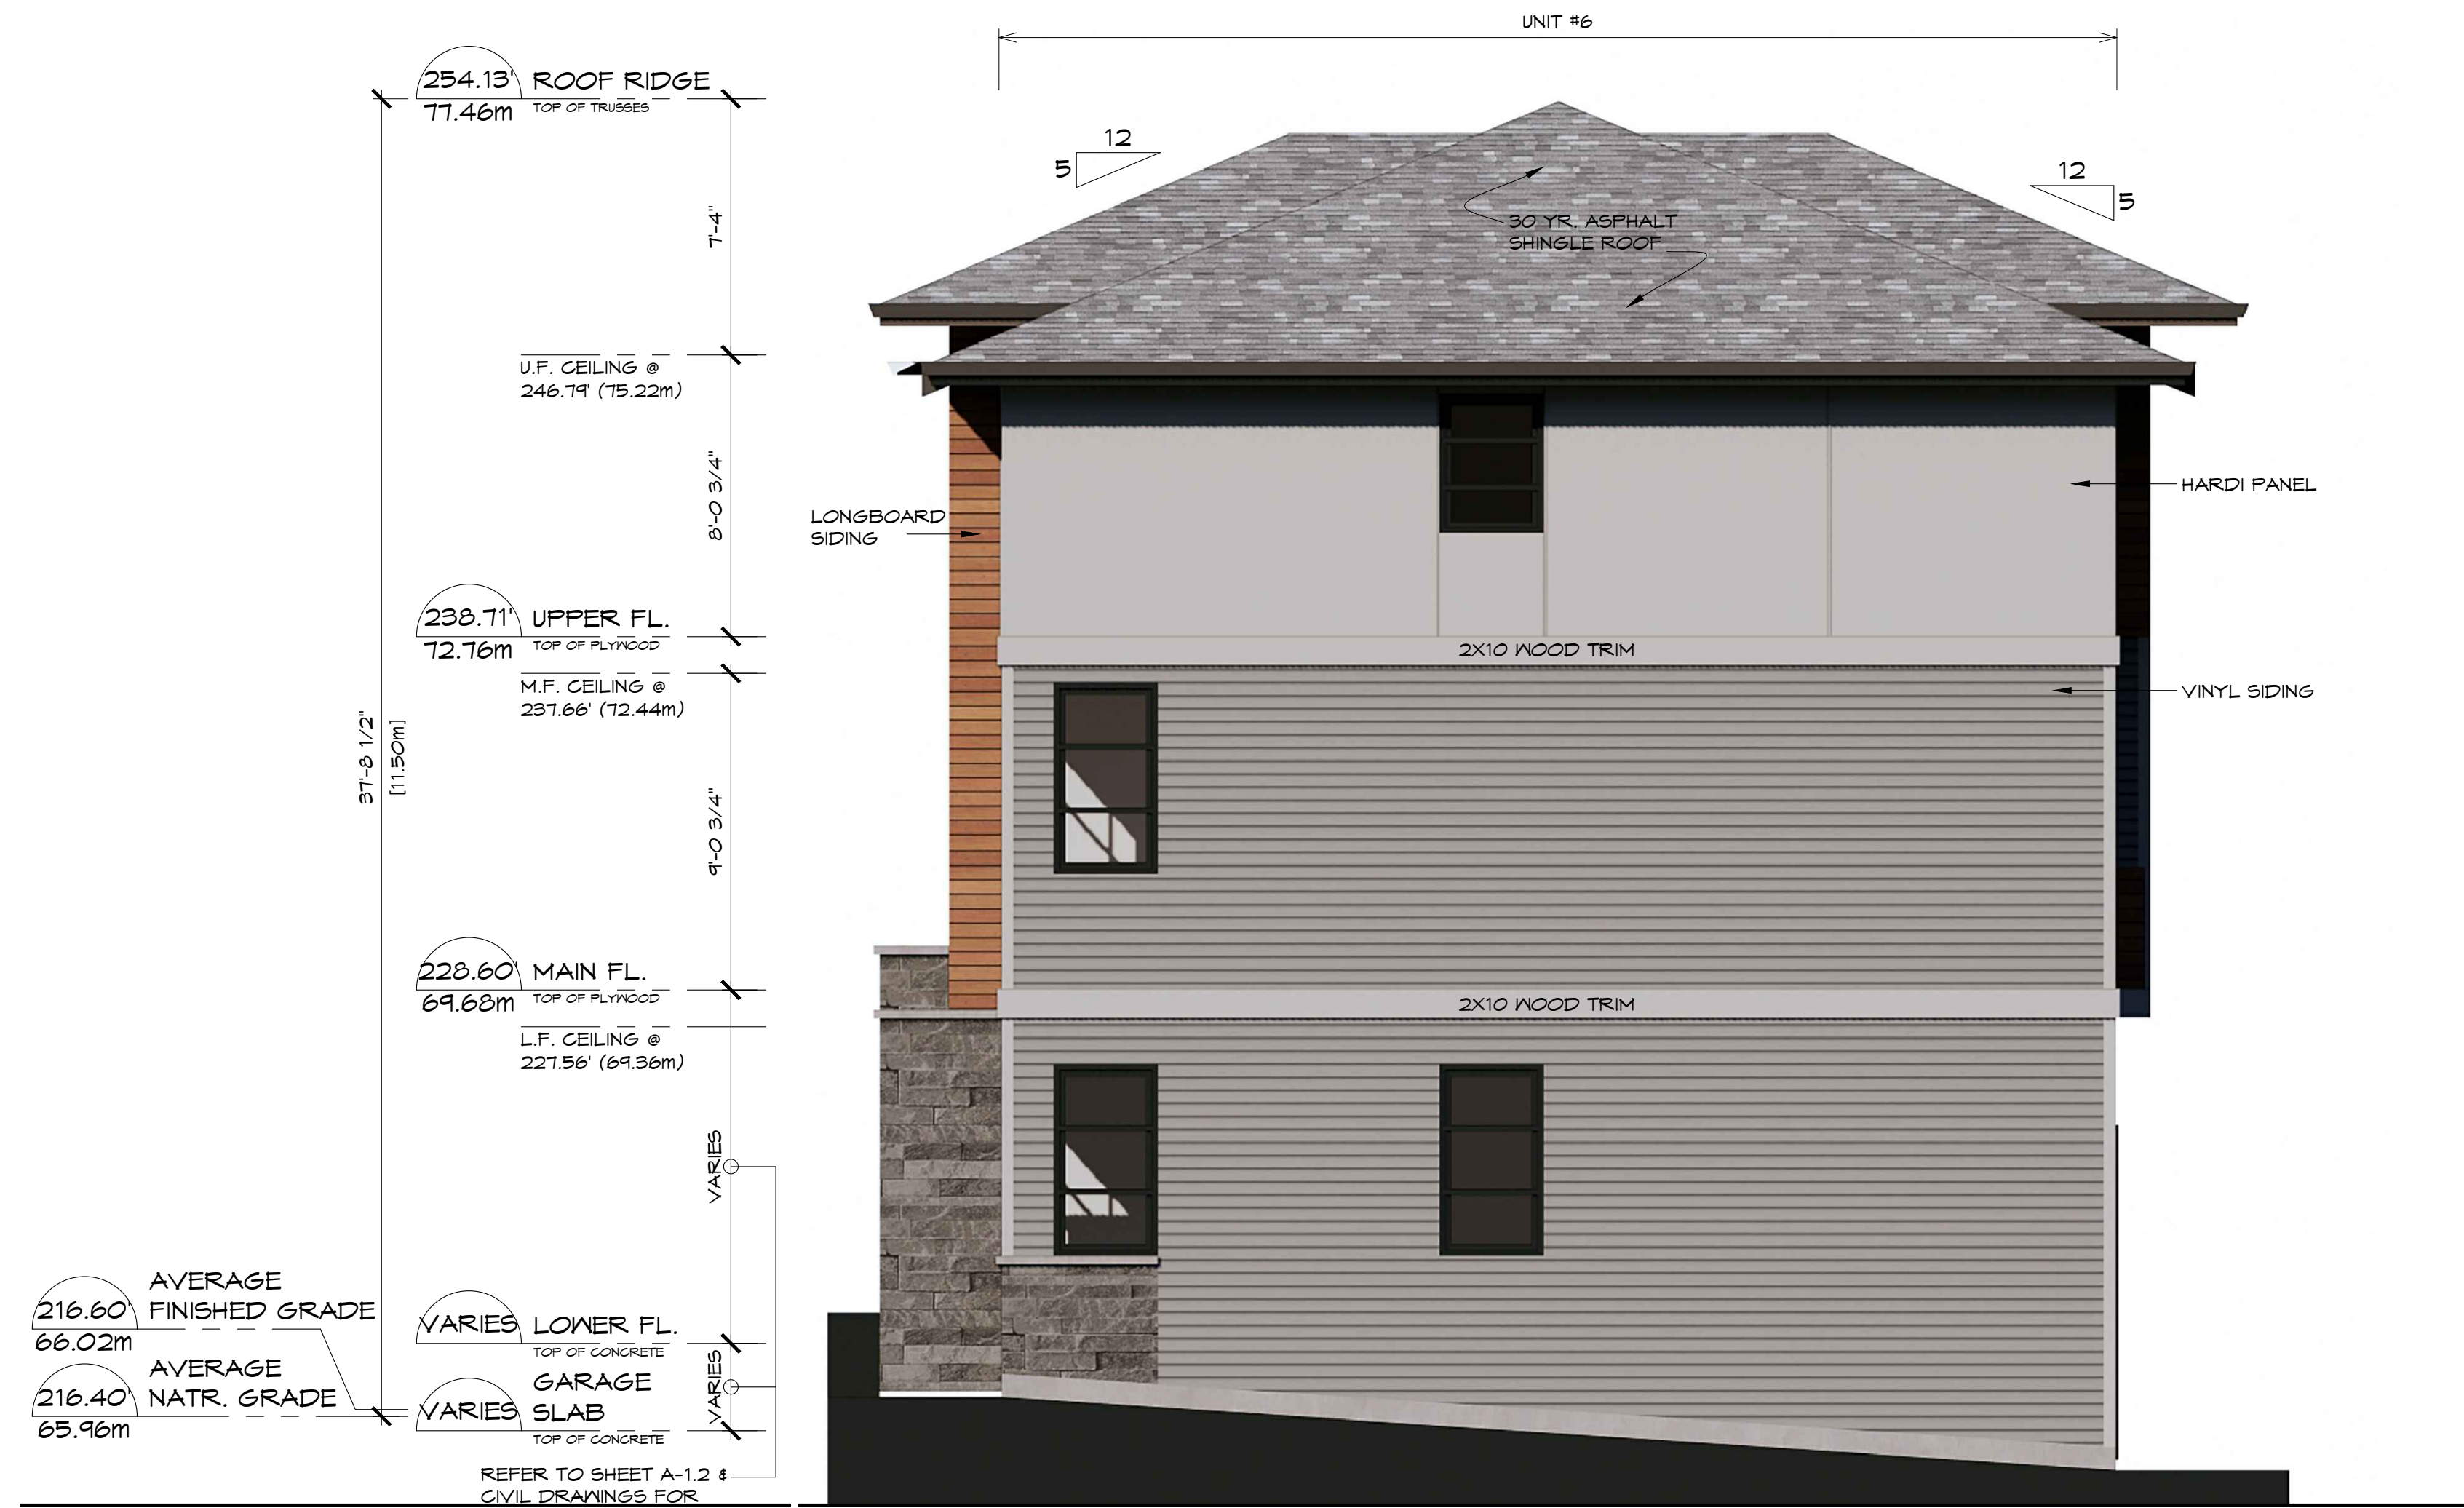 UNIT #6
254.13' ROOF RIDGE
77.46m TOP OF TRUSSES
12
5
12
5
7'-4"
30 YR. ASPHALT
SHINGLE ROOF
U.F. CEILING @
246.79' (75.22m)
8'-0 3/4"
HARDI PANEL
LONGBOARD
SIDING
238.71' UPPER FL.
72.76m TOP OF PLYWOOD
2X10 WOOD TRIM
M.F. CEILING @
237.66' (72.44m)
VINYL SIDING
37'-8 1/2"
[11.50m]
9'-0 3/4"
228.60' MAIN FL.
69.68m TOP OF PLYWOOD
2X10 WOOD TRIM
L.F. CEILING @
227.56' (69.36m)
VARIES
AVERAGE
216.60' FINISHED GRADE
66.02m
VARIES LOWER FL.
TOP OF CONCRETE
AVERAGE
216.40' NATR. GRADE
65.96m
VARIES
GARAGE
VARIES SLAB
TOP OF CONCRETE
REFER TO SHEET A-1.2 &
CIVIL DRAWINGS FOR